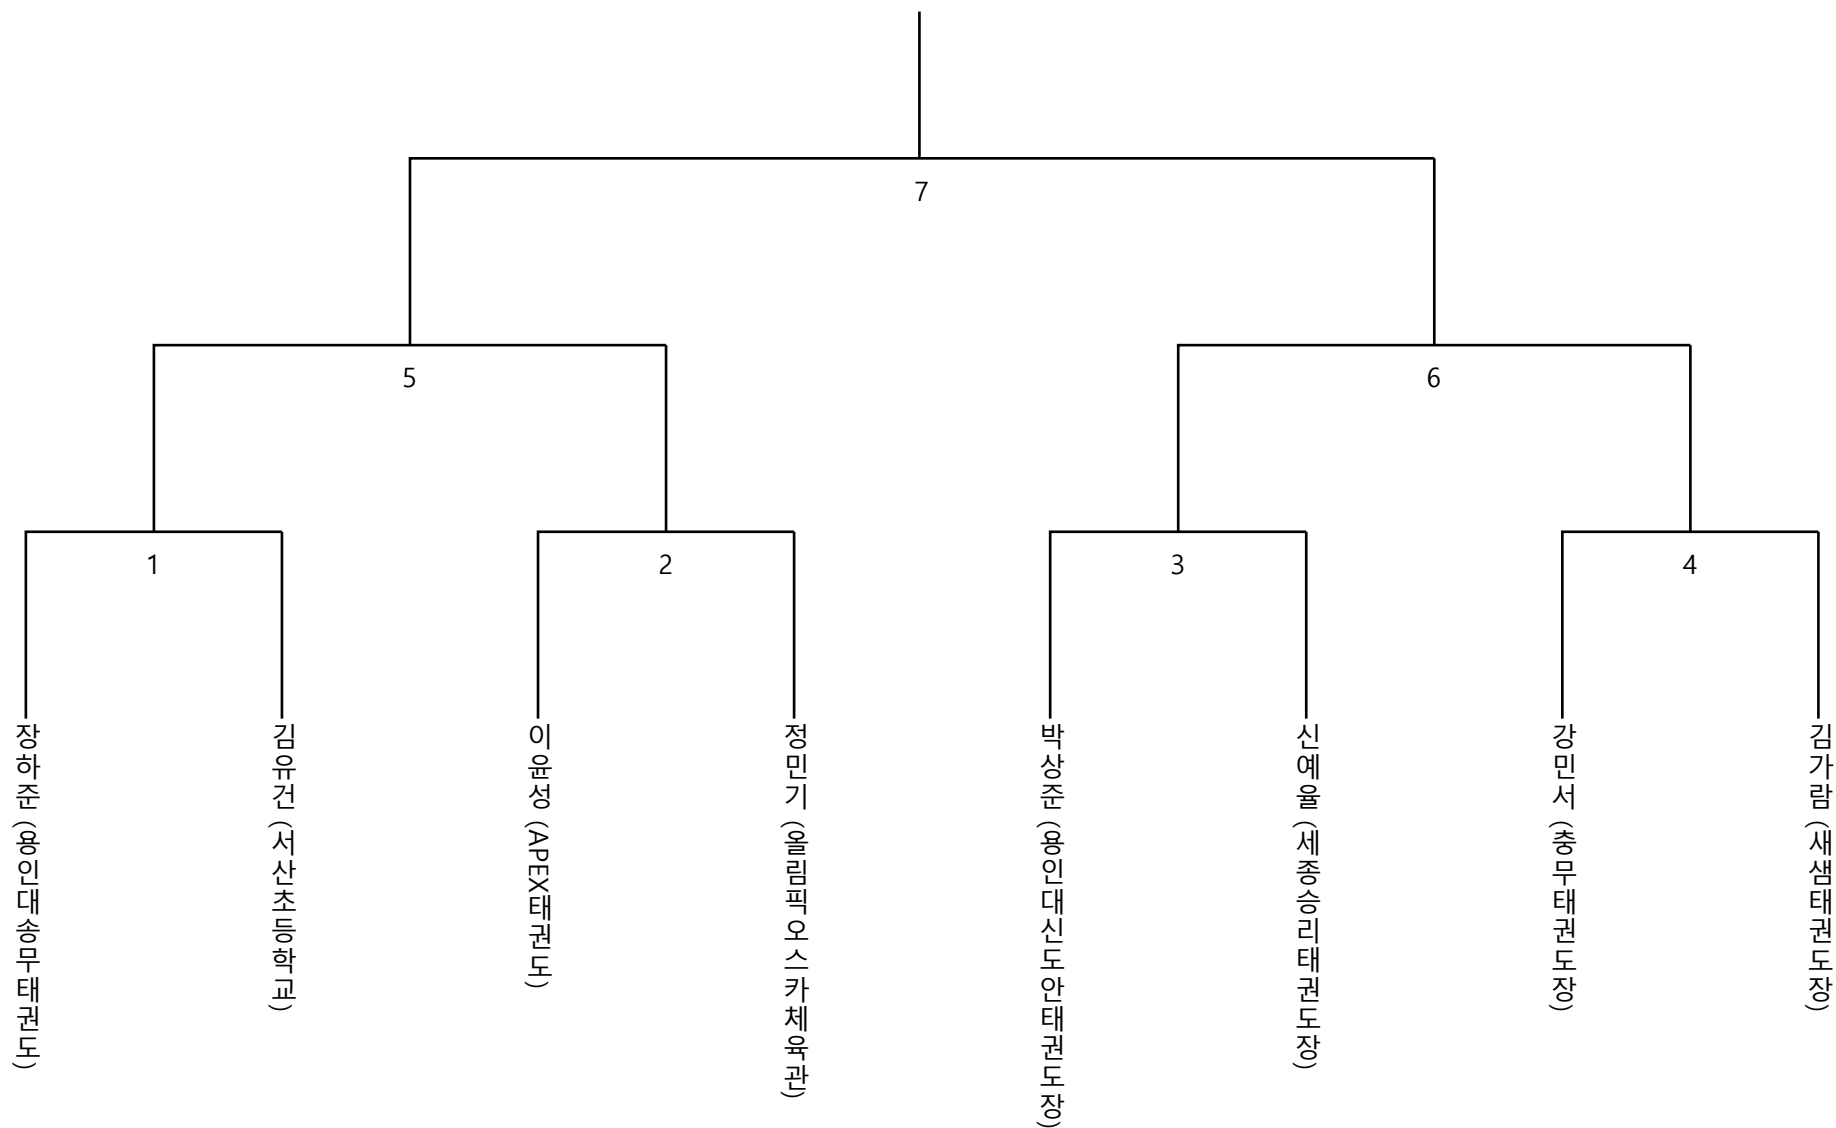 7
5
6
1
2
3
4
장하준 (용인대송무태권도)
김유건 (서산초등학교)
이윤성 (APEX태권도)
정민기 (올림픽오스카체육관)
박상준 (용인대신도안태권도장)
신예율 (세종승리태권도장)
강민서 (충무태권도장)
김가람 (새샘태권도장)